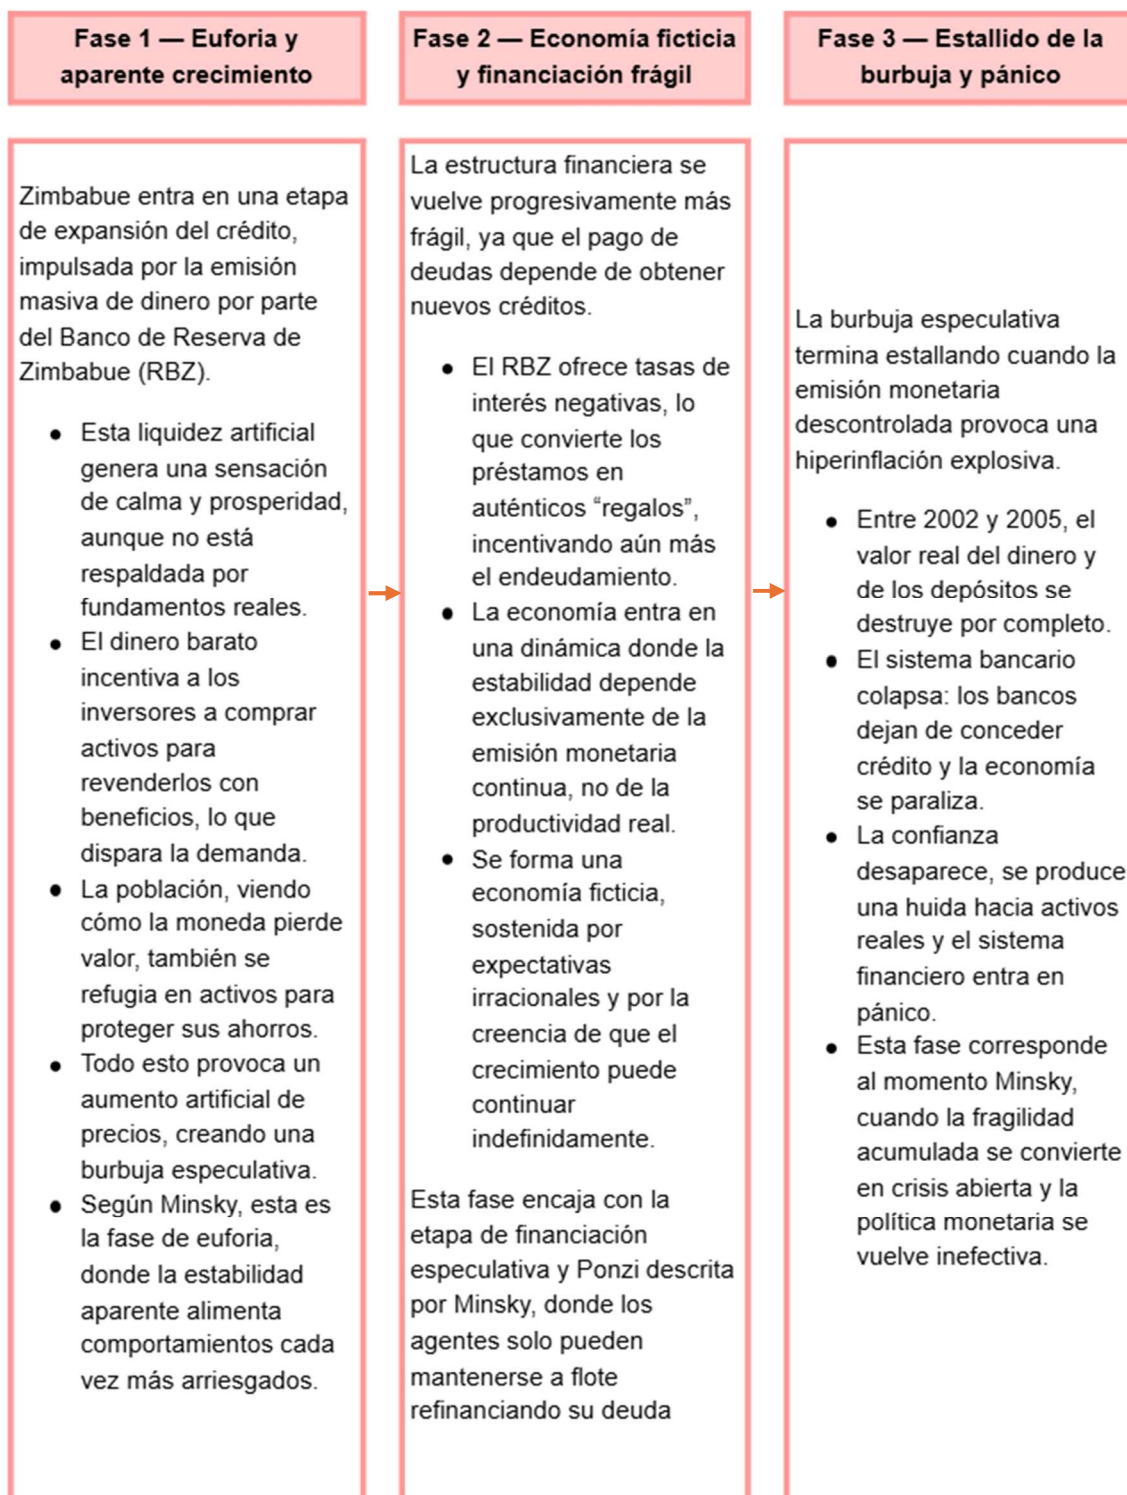 Fase 1 — Euforia y
aparente crecimiento
Zimbabue entra en una etapa
de expansión del crédito,
impulsada por la emisión
masiva de dinero por parte
del Banco de Reserva de
Zimbabue (RBZ).
● Esta liquidez artificial
genera una sensación
de calma y prosperidad,
aunque no está
respaldada por
fundamentos reales.
● El dinero barato
incentiva a los
inversores a comprar
activos para
revenderlos con
beneficios, lo que
dispara la demanda.
● La población, viendo
cómo la moneda pierde
valor, también se
refugia en activos para
proteger sus ahorros.
● Todo esto provoca un
aumento artificial de
precios, creando una
burbuja especulativa.
● Según Minsky, esta es
la fase de euforia,
donde la estabilidad
aparente alimenta
comportamientos cada
vez más arriesgados.
Fase 2 — Economía ficticia
y financiación frágil
La estructura financiera se
vuelve progresivamente más
frágil, ya que el pago de
deudas depende de obtener
nuevos créditos.
● El RBZ ofrece tasas de
interés negativas, lo
que convierte los
préstamos en
auténticos “regalos”,
incentivando aún más
el endeudamiento.
● La economía entra en
una dinámica donde la
estabilidad depende
exclusivamente de la
emisión monetaria
continua, no de la
productividad real.
● Se forma una
economía ficticia,
sostenida por
expectativas
irracionales y por la
creencia de que el
crecimiento puede
continuar
indefinidamente.
Esta fase encaja con la
etapa de financiación
especulativa y Ponzi descrita
por Minsky, donde los
agentes solo pueden
mantenerse a flote
refinanciando su deuda
Fase 3 — Estallido de la
burbuja y pánico
La burbuja especulativa
termina estallando cuando la
emisión monetaria
descontrolada provoca una
hiperinflación explosiva.
● Entre 2002 y 2005, el
valor real del dinero y
de los depósitos se
destruye por completo.
● El sistema bancario
colapsa: los bancos
dejan de conceder
crédito y la economía
se paraliza.
● La confianza
desaparece, se produce
una huida hacia activos
reales y el sistema
financiero entra en
pánico.
● Esta fase corresponde
al momento Minsky,
cuando la fragilidad
acumulada se convierte
en crisis abierta y la
política monetaria se
vuelve inefectiva.